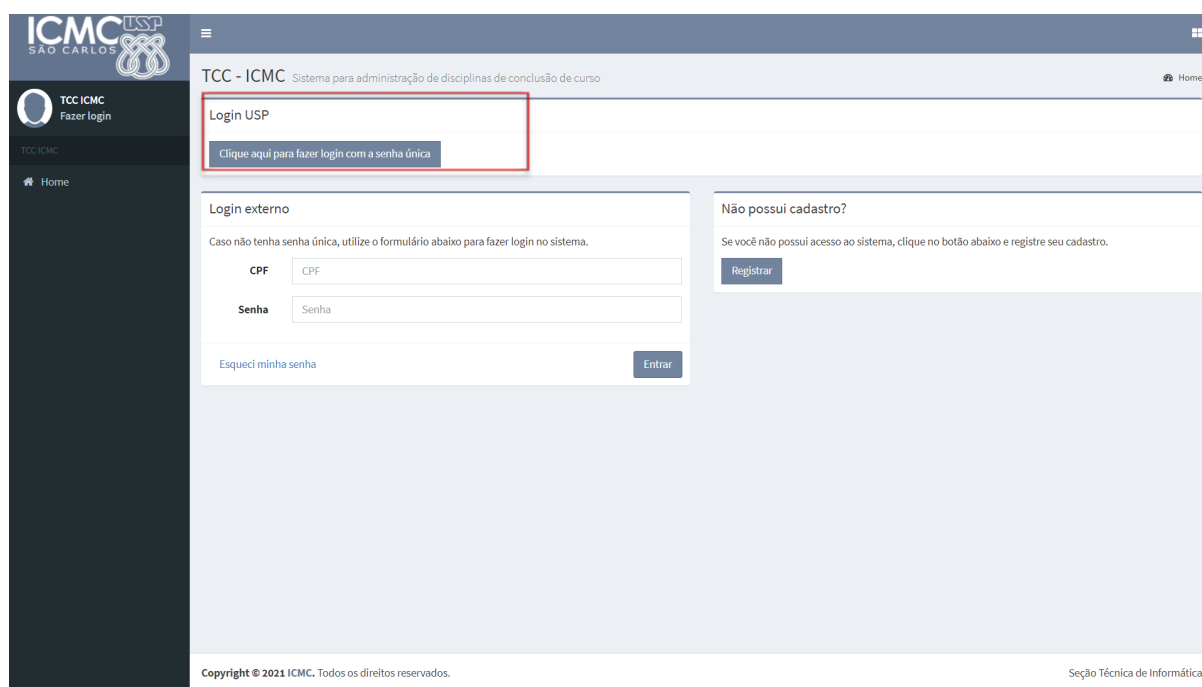 ICMC USP
SÃO CARLOS
TCC - ICMC Sistema para administração de disciplinas de conclusão de curso
Home
TCC ICMC
Fazer login
TCC ICMC
Home
Login USP
Clique aqui para fazer login com a senha única
Login externo
Caso não tenha senha única, utilize o formulário abaixo para fazer login no sistema.
CPF CPF
Senha Senha
Esqueci minha senha Entrar
Não possui cadastro?
Se você não possui acesso ao sistema, clique no botão abaixo e registre seu cadastro.
Registrar
Copyright © 2021 ICMC. Todos os direitos reservados. Seção Técnica de Informática